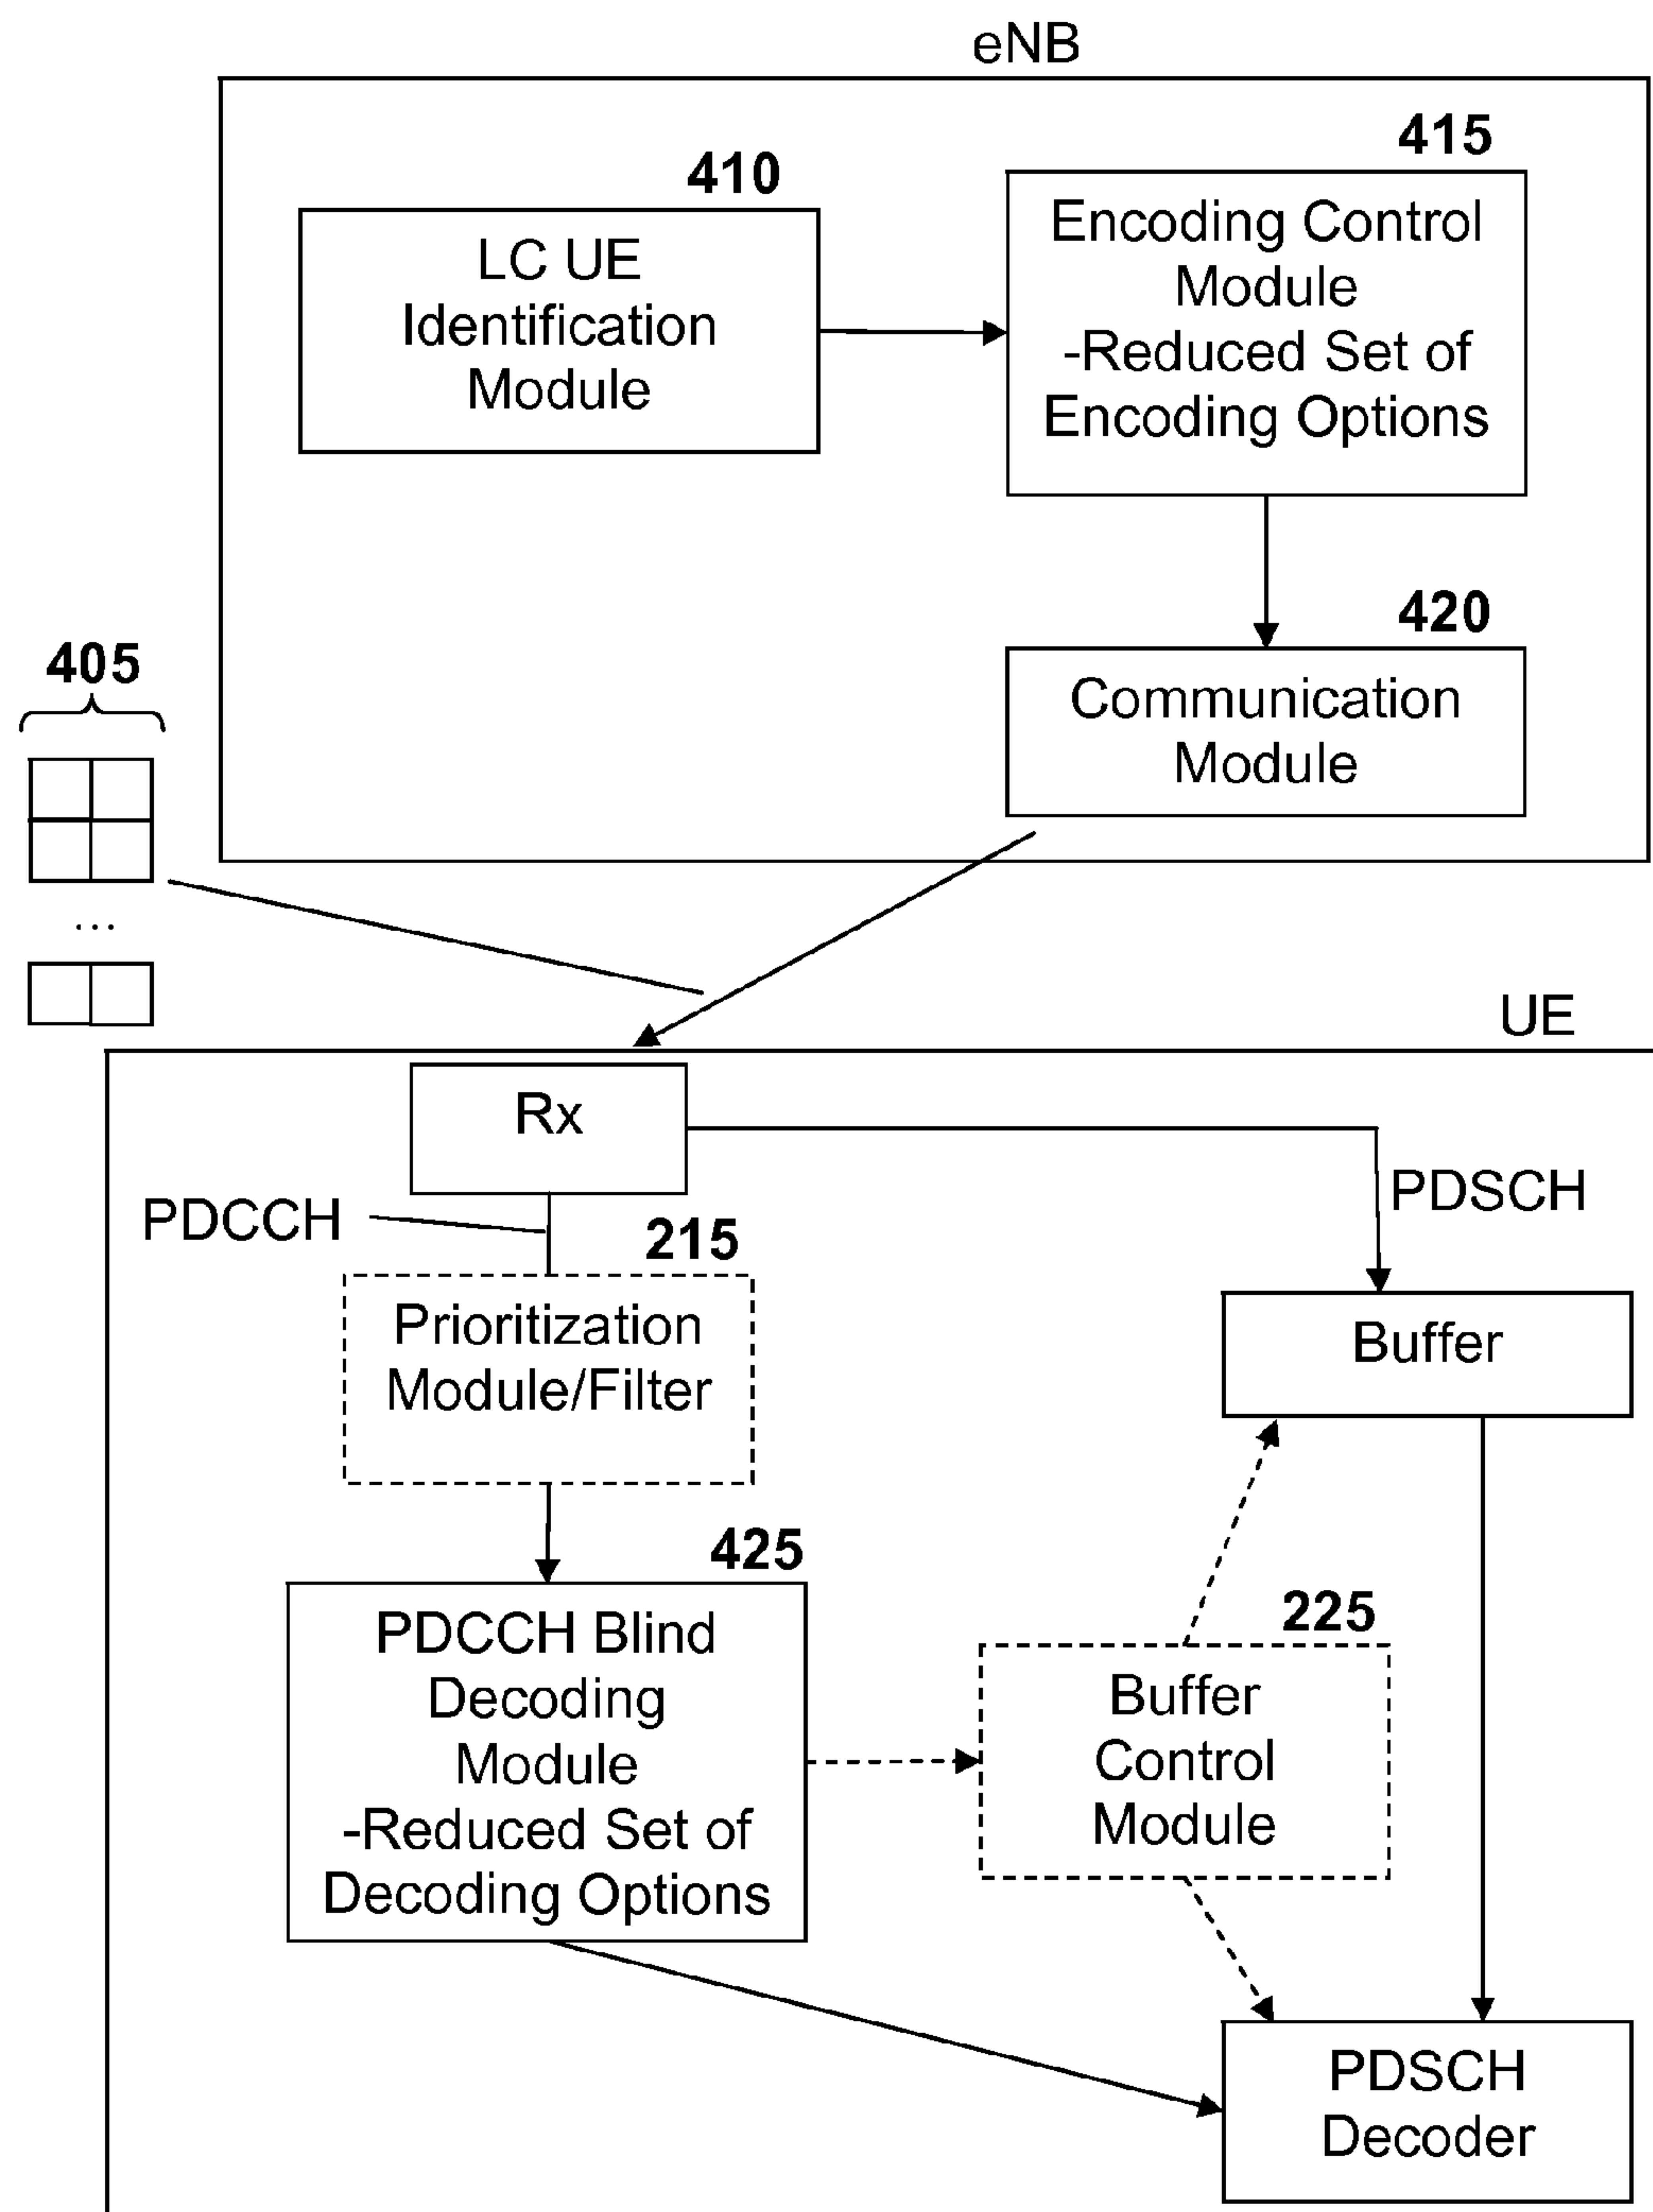 eNB
410
LC UE
Identification
Module
415
Encoding Control
Module
-Reduced Set of
Encoding Options
420
Communication
Module
405
...
UE
Rx
PDCCH
PDSCH
215
Prioritization
Module/Filter
Buffer
425
PDCCH Blind
Decoding
Module
-Reduced Set of
Decoding Options
225
Buffer
Control
Module
PDSCH
Decoder